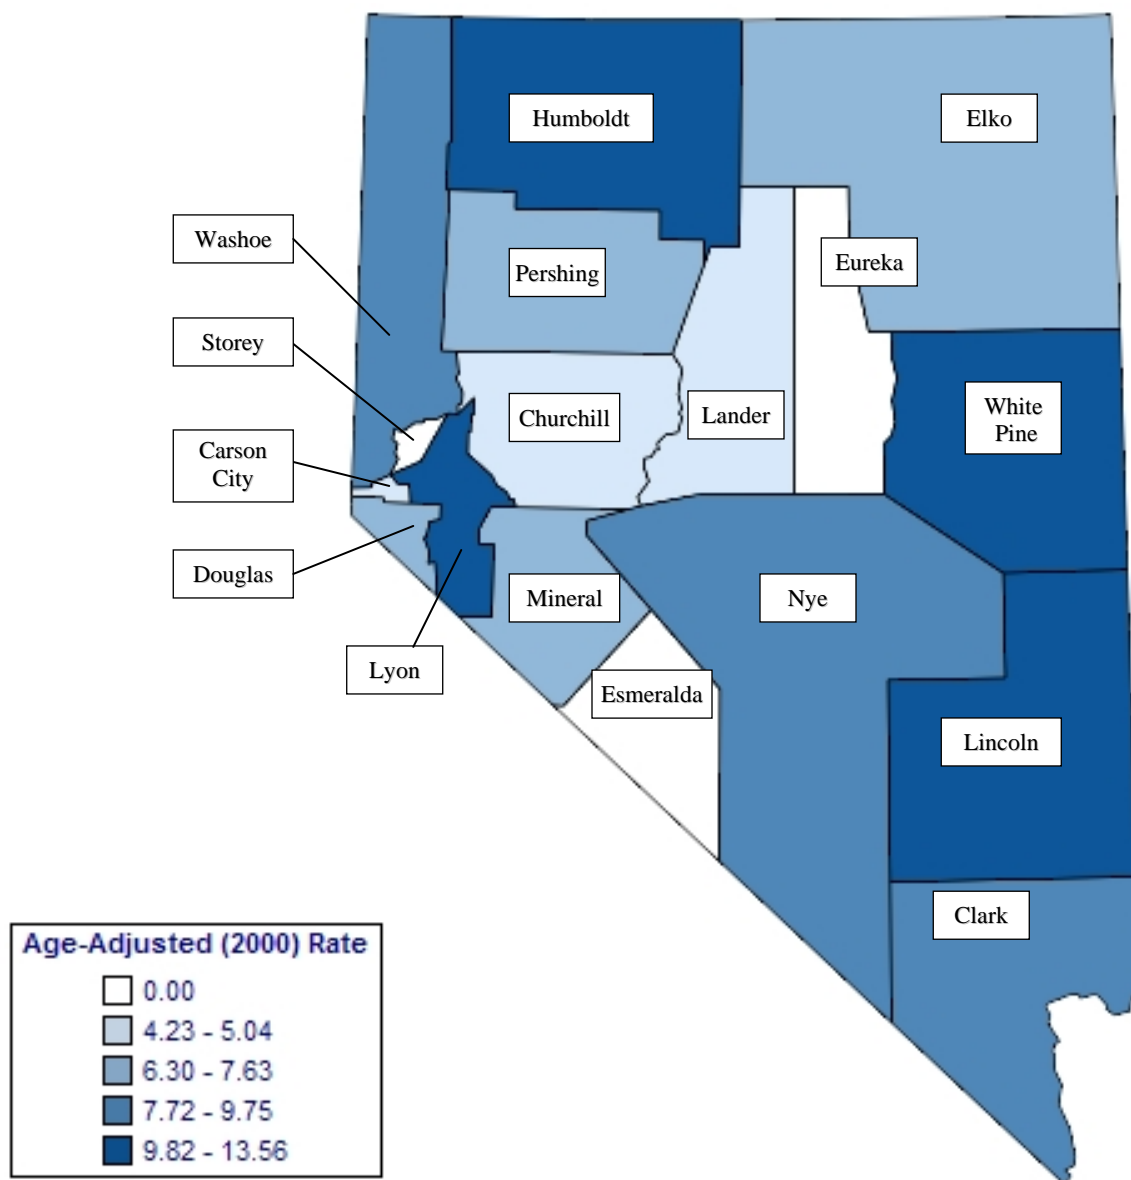 Humboldt
Elko
Washoe
Eureka
Pershing
Storey
White
Pine
Churchill
Lander
Carson
City
Douglas
Mineral
Nye
Lyon
Esmeralda
Lincoln
Clark
Age-Adjusted (2000) Rate
0.00
4.23 - 5.04
6.30 - 7.63
7.72 - 9.75
9.82 - 13.56